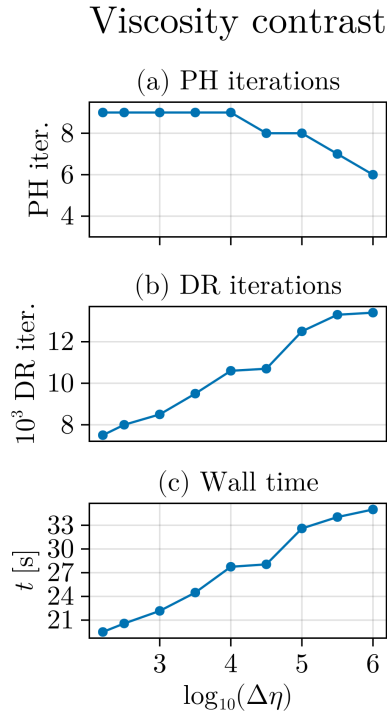 Viscosity contrast
(a) PH iterations
PH iter.
8
6
4
(b) DR iterations
10³ DR iter.
12
10
8
(c) Wall time
t [s]
33
30
27
24
21
3 4 5 6
log₁₀(Δη)